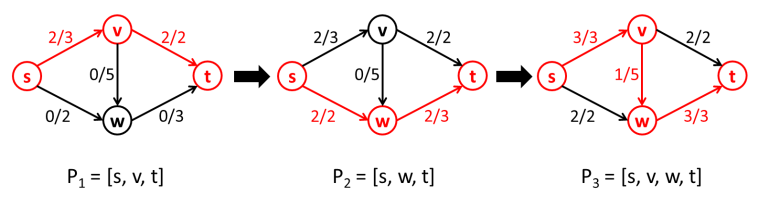 2/3 v 2/2
s 0/5 t
0/2 w 0/3
P1 = [s, v, t]
2/3 v 2/2
s 0/5 t
2/2 w 2/3
P2 = [s, w, t]
3/3 v 2/2
s 1/5 t
2/2 w 3/3
P3 = [s, v, w, t]